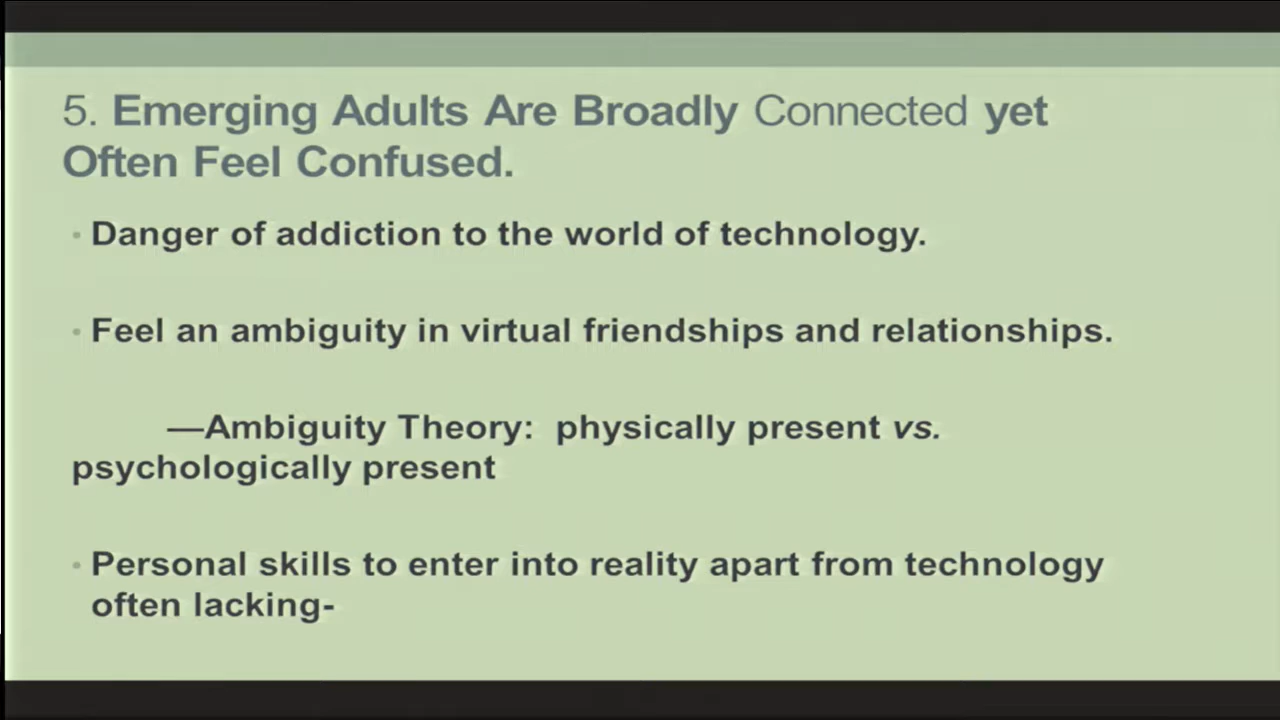 5. Emerging Adults Are Broadly Connected yet
Often Feel Confused.
• Danger of addiction to the world of technology.
• Feel an ambiguity in virtual friendships and relationships.
—Ambiguity Theory:  physically present vs.
psychologically present
• Personal skills to enter into reality apart from technology
often lacking-